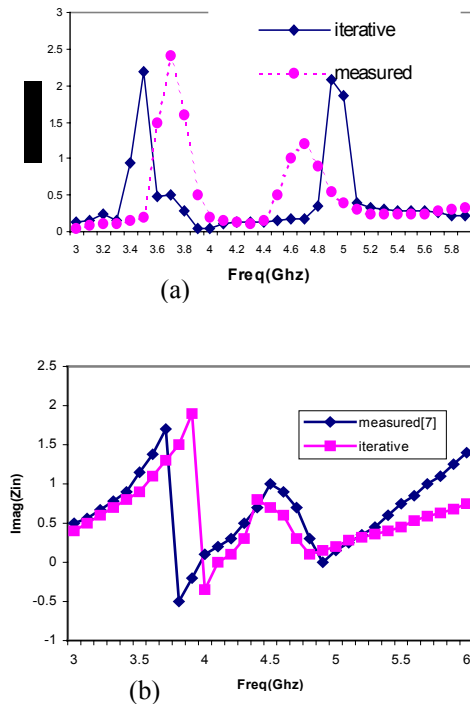 3
2.5
2
1.5
1
0.5
0
iterative
measured
3 3.2 3.4 3.6 3.8 4 4.2 4.4 4.6 4.8 5 5.2 5.4 5.6 5.8
Freq(Ghz)
(a)
2.5
2
1.5
1
0.5
0
-0.5
-1
Imag(Zin)
measured[7]
iterative
3 3.5 4 4.5 5 5.5 6
Freq(Ghz)
(b)